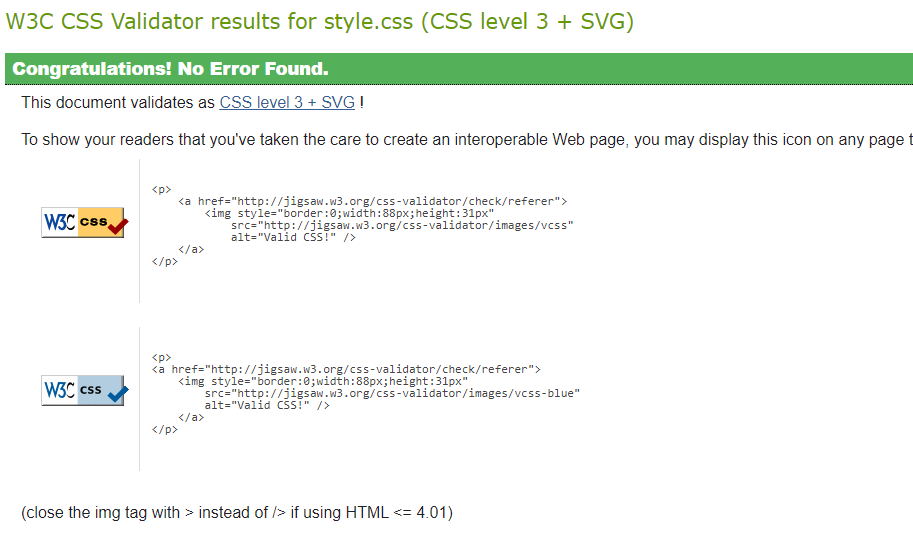 W3C CSS Validator results for style.css (CSS level 3 + SVG)
Congratulations! No Error Found.
This document validates as CSS level 3 + SVG !
To show your readers that you've taken the care to create an interoperable Web page, you may display this icon on any page t
W3C css
<p>
<a href="http://jigsaw.w3.org/css-validator/check/referer">
<img style="border:0;width:88px;height:31px"
src="http://jigsaw.w3.org/css-validator/images/vcss"
alt="Valid CSS!" />
</a>
</p>
W3C css
<p>
<a href="http://jigsaw.w3.org/css-validator/check/referer">
<img style="border:0;width:88px;height:31px"
src="http://jigsaw.w3.org/css-validator/images/vcss-blue"
alt="Valid CSS!" />
</a>
</p>
(close the img tag with > instead of /> if using HTML <= 4.01)